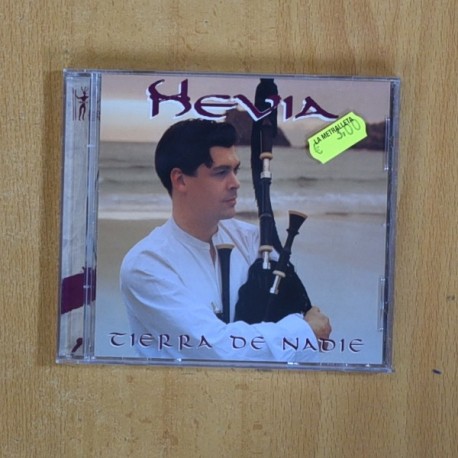 HEVIA
LA METRALLETA
€ 3,00
TIERRA DE NADIE